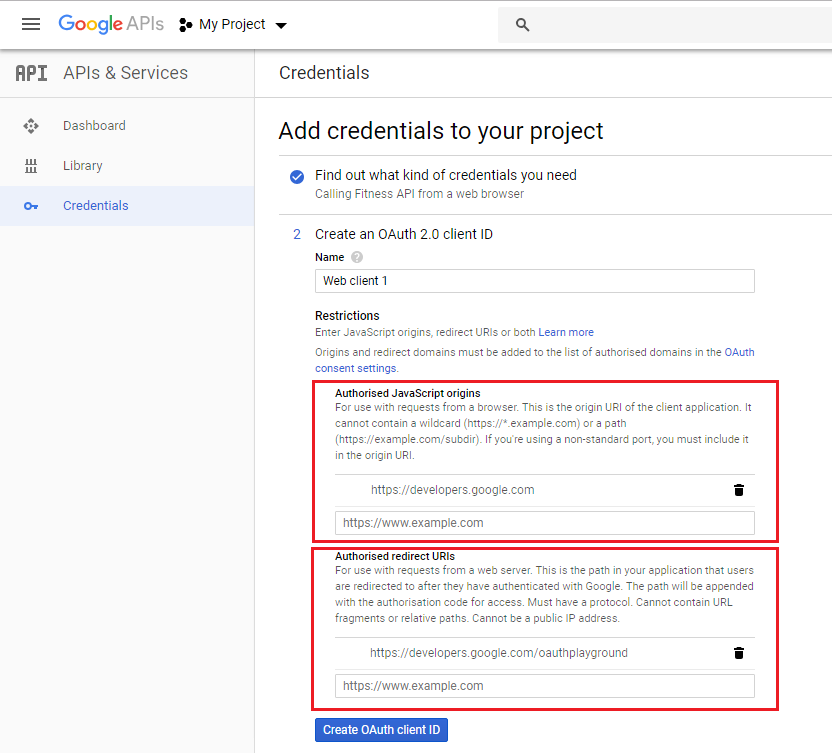 Google APIs My Project
API APIs & Services
Credentials
Dashboard
Library
Credentials
Add credentials to your project
Find out what kind of credentials you need
Calling Fitness API from a web browser
2 Create an OAuth 2.0 client ID
Name ?
Web client 1
Restrictions
Enter JavaScript origins, redirect URIs or both Learn more
Origins and redirect domains must be added to the list of authorised domains in the OAuth
consent settings.
Authorised JavaScript origins
For use with requests from a browser. This is the origin URI of the client application. It
cannot contain a wildcard (https://*.example.com) or a path
(https://example.com/subdir). If you're using a non-standard port, you must include it
in the origin URI.
https://developers.google.com
https://www.example.com
Authorised redirect URIs
For use with requests from a web server. This is the path in your application that users
are redirected to after they have authenticated with Google. The path will be appended
with the authorisation code for access. Must have a protocol. Cannot contain URL
fragments or relative paths. Cannot be a public IP address.
https://developers.google.com/oauthplayground
https://www.example.com
Create OAuth client ID